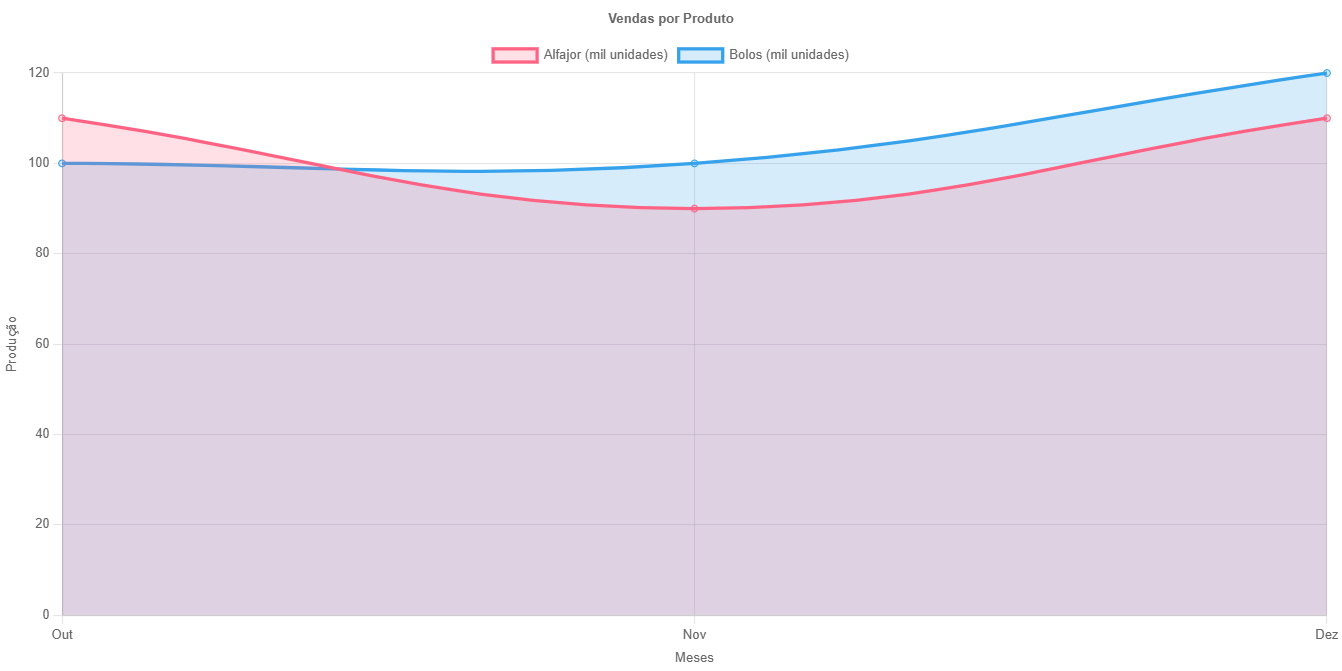 Vendas por Produto
Alfajor (mil unidades) Bolos (mil unidades)
120
100
80
60
40
20
0
Produção
Out Nov Dez
Meses